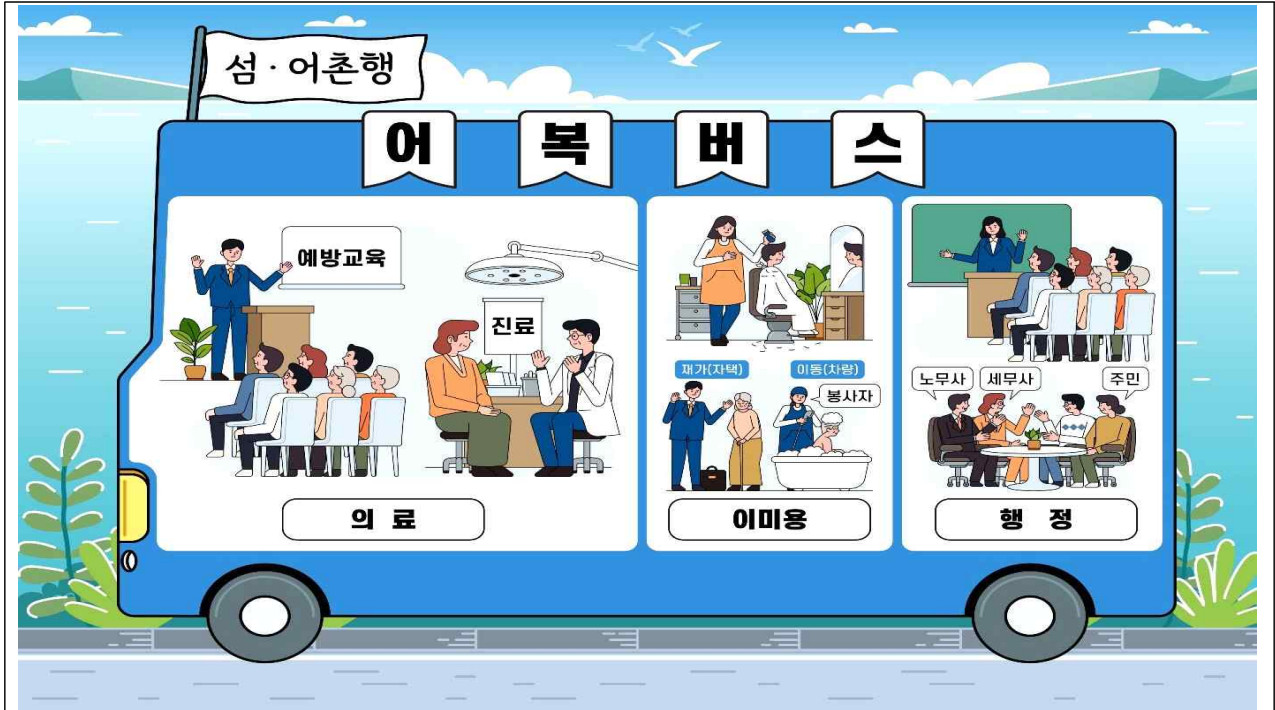 섬·어촌행
어 복 버 스
예방교육
진료
의 료
재가(자택)
이동(차량)
봉사자
이미용
노무사
세무사
주민
행 정